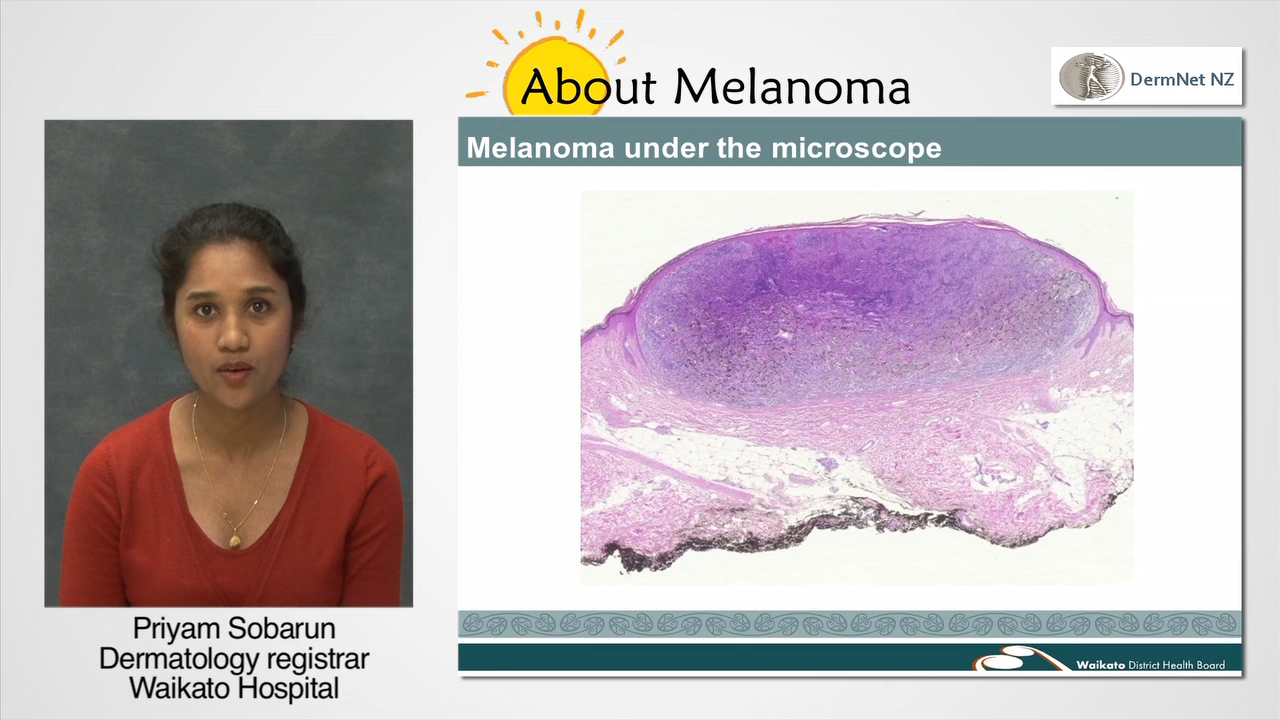 About Melanoma
DermNet NZ
Melanoma under the microscope
Priyam Sobarun
Dermatology registrar
Waikato Hospital
Waikato District Health Board